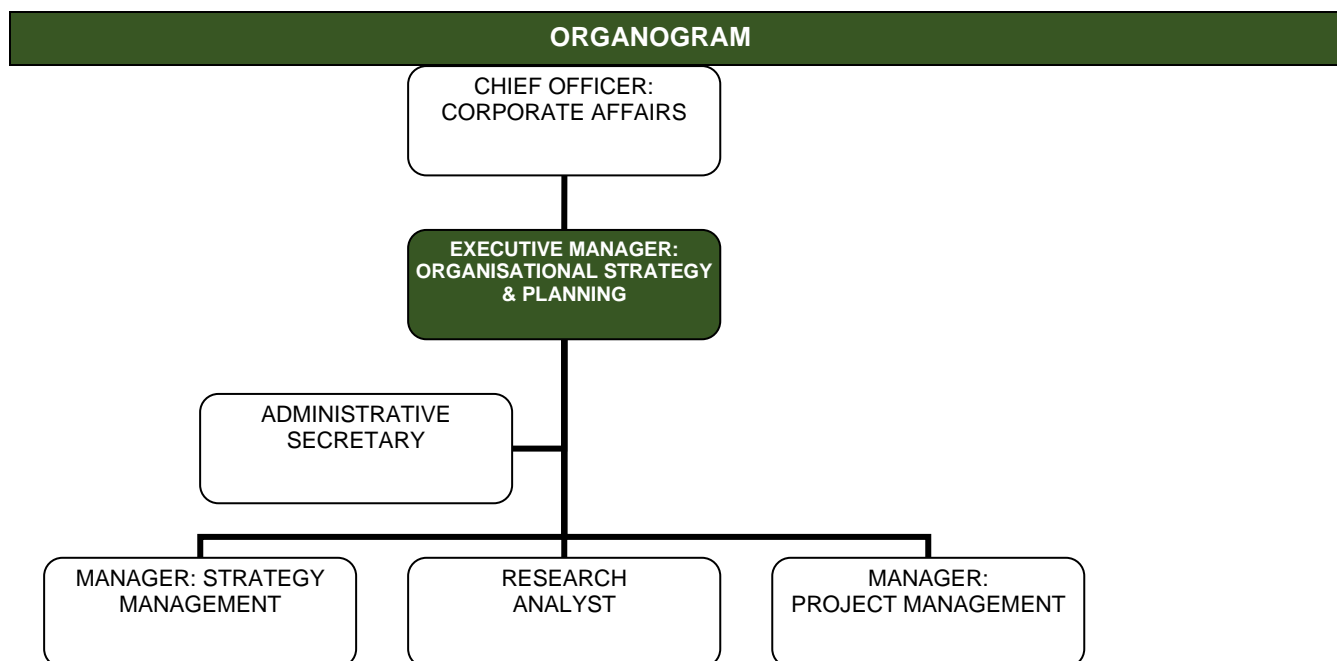 ORGANOGRAM
CHIEF OFFICER:
CORPORATE AFFAIRS
EXECUTIVE MANAGER:
ORGANISATIONAL STRATEGY
& PLANNING
ADMINISTRATIVE
SECRETARY
MANAGER: STRATEGY
MANAGEMENT
RESEARCH
ANALYST
MANAGER:
PROJECT MANAGEMENT